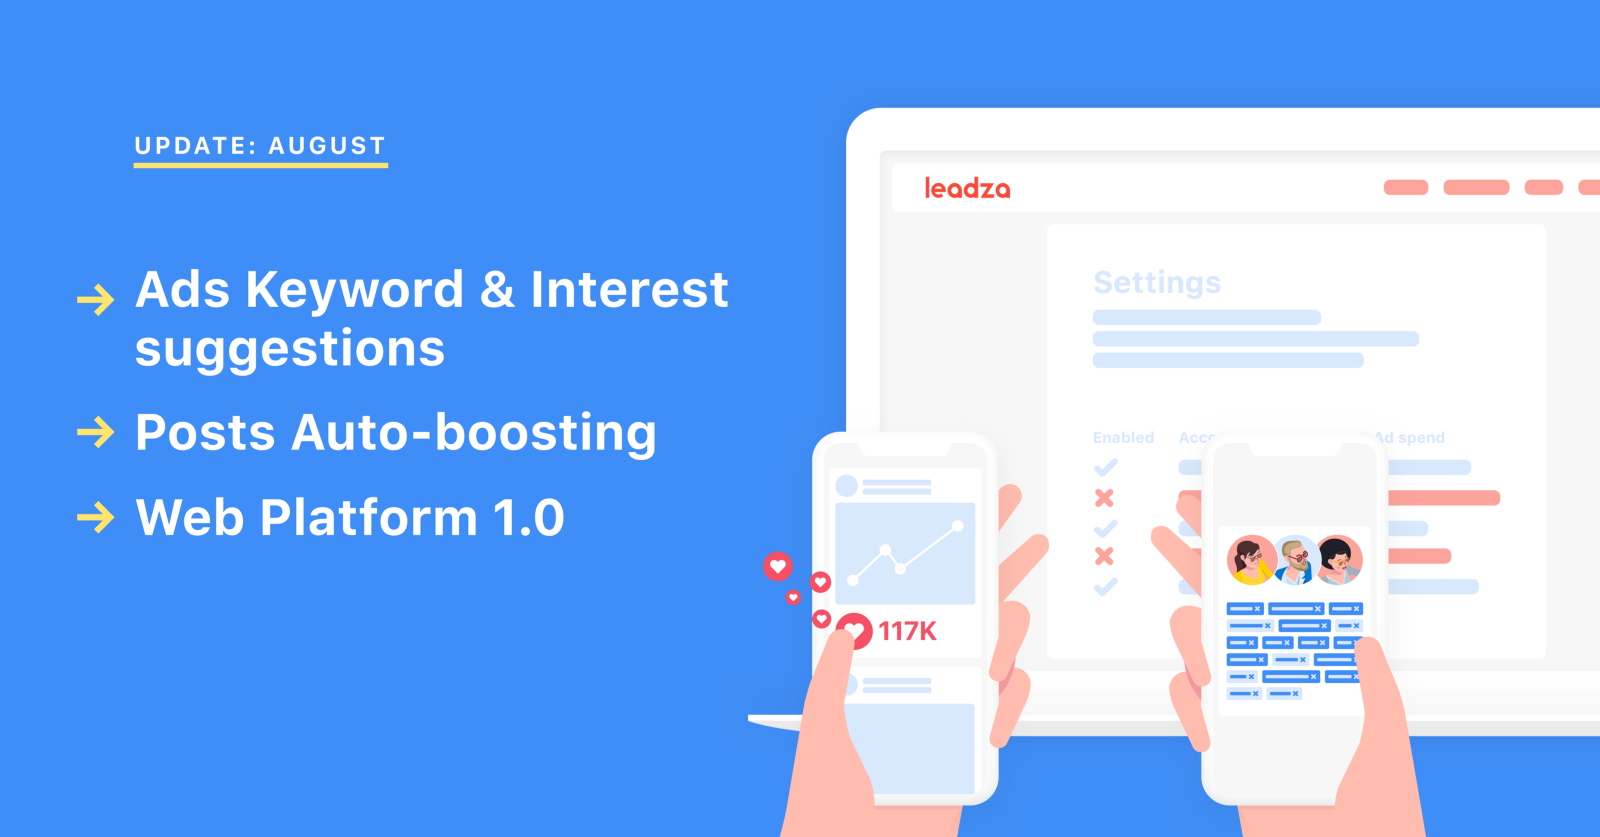 UPDATE: AUGUST
Ads Keyword & Interest
suggestions
Posts Auto-boosting
Web Platform 1.0
leadza
Settings
Enabled
Ad spend
117K